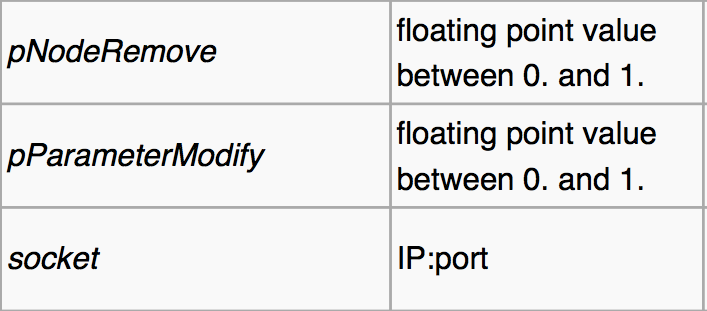 pNodeRemove
floating point value
between 0. and 1.
pParameterModify
floating point value
between 0. and 1.
socket
IP:port